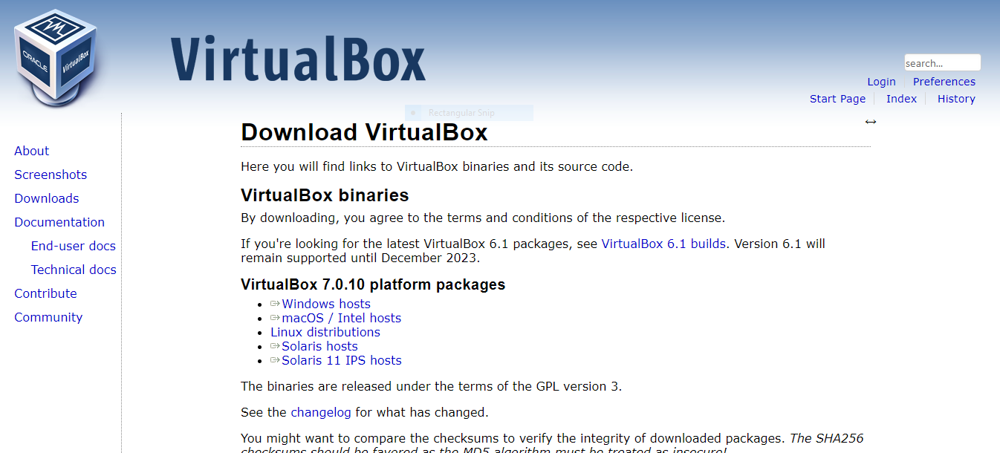 ORACLE
VirtualBox
VirtualBox
search...
Login
Preferences
Start Page
Index
History
Rectangular Snip
About
Screenshots
Downloads
Documentation
End-user docs
Technical docs
Contribute
Community
Download VirtualBox
Here you will find links to VirtualBox binaries and its source code.
VirtualBox binaries
By downloading, you agree to the terms and conditions of the respective license.
If you're looking for the latest VirtualBox 6.1 packages, see VirtualBox 6.1 builds. Version 6.1 will
remain supported until December 2023.
VirtualBox 7.0.10 platform packages
Windows hosts
macOS / Intel hosts
Linux distributions
Solaris hosts
Solaris 11 IPS hosts
The binaries are released under the terms of the GPL version 3.
See the changelog for what has changed.
You might want to compare the checksums to verify the integrity of downloaded packages. The SHA256
checksums should be favored as the MD5 algorithm must be treated as insecure!